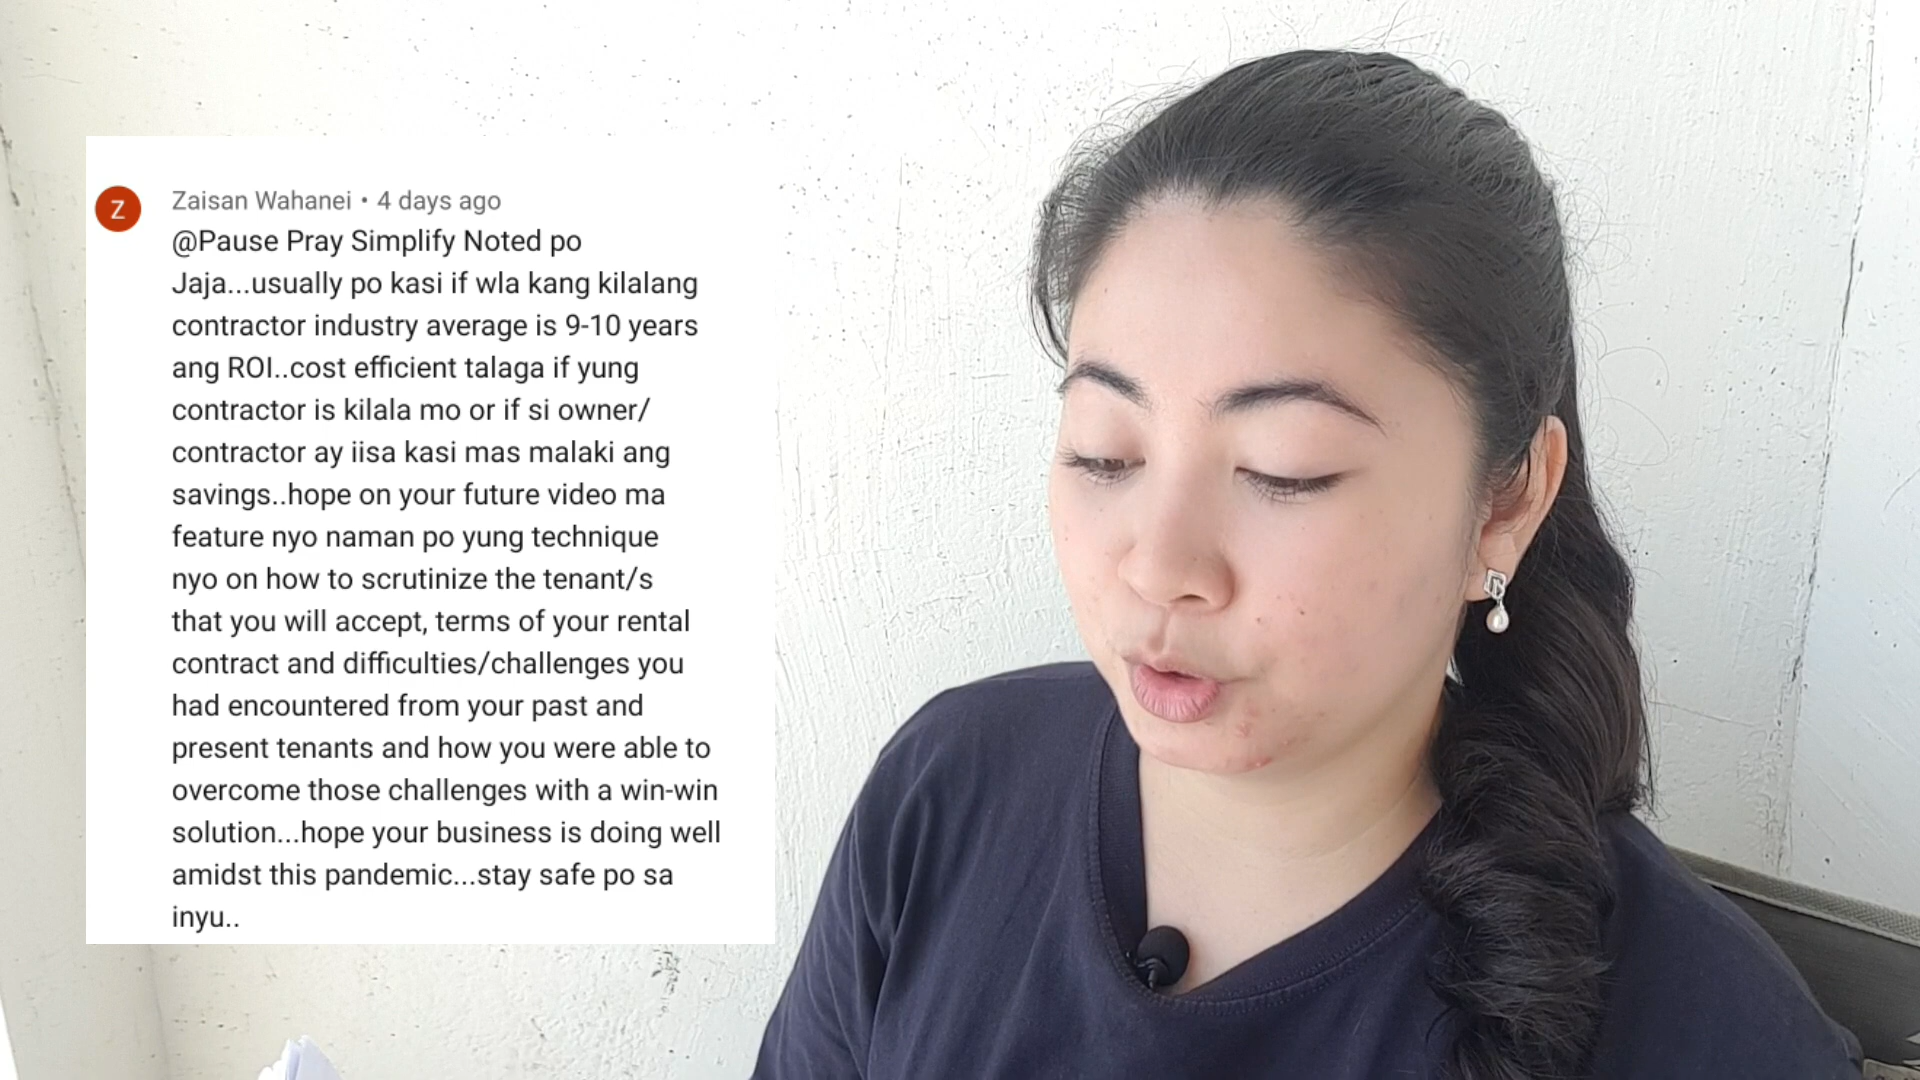 Z
Zaisan Wahanei • 4 days ago
@Pause Pray Simplify Noted po
Jaja...usually po kasi if wla kang kilalang
contractor industry average is 9-10 years
ang ROI..cost efficient talaga if yung
contractor is kilala mo or if si owner/
contractor ay iisa kasi mas malaki ang
savings..hope on your future video ma
feature nyo naman po yung technique
nyo on how to scrutinize the tenant/s
that you will accept, terms of your rental
contract and difficulties/challenges you
had encountered from your past and
present tenants and how you were able to
overcome those challenges with a win-win
solution...hope your business is doing well
amidst this pandemic...stay safe po sa
inyu..